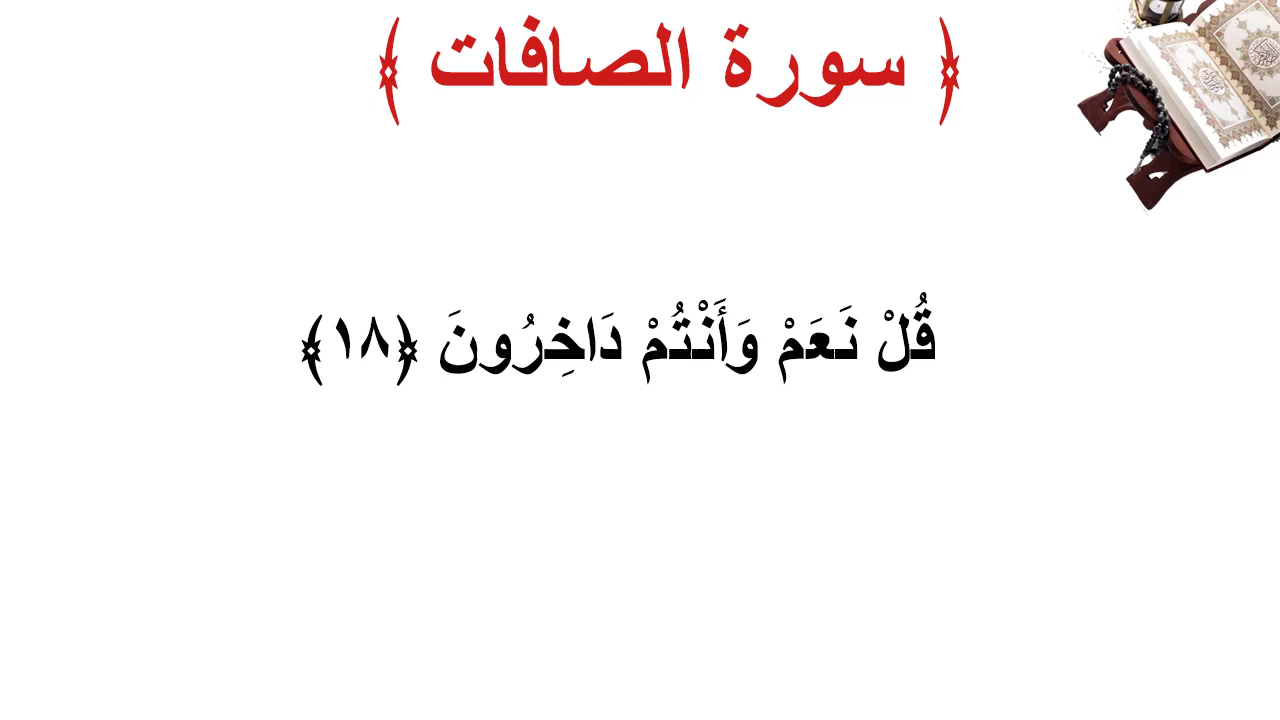 ﴿ سورة الصافات ﴾
قُلْ نَعَمْ وَأَنْتُمْ دَاخِرُونَ ﴿١٨﴾